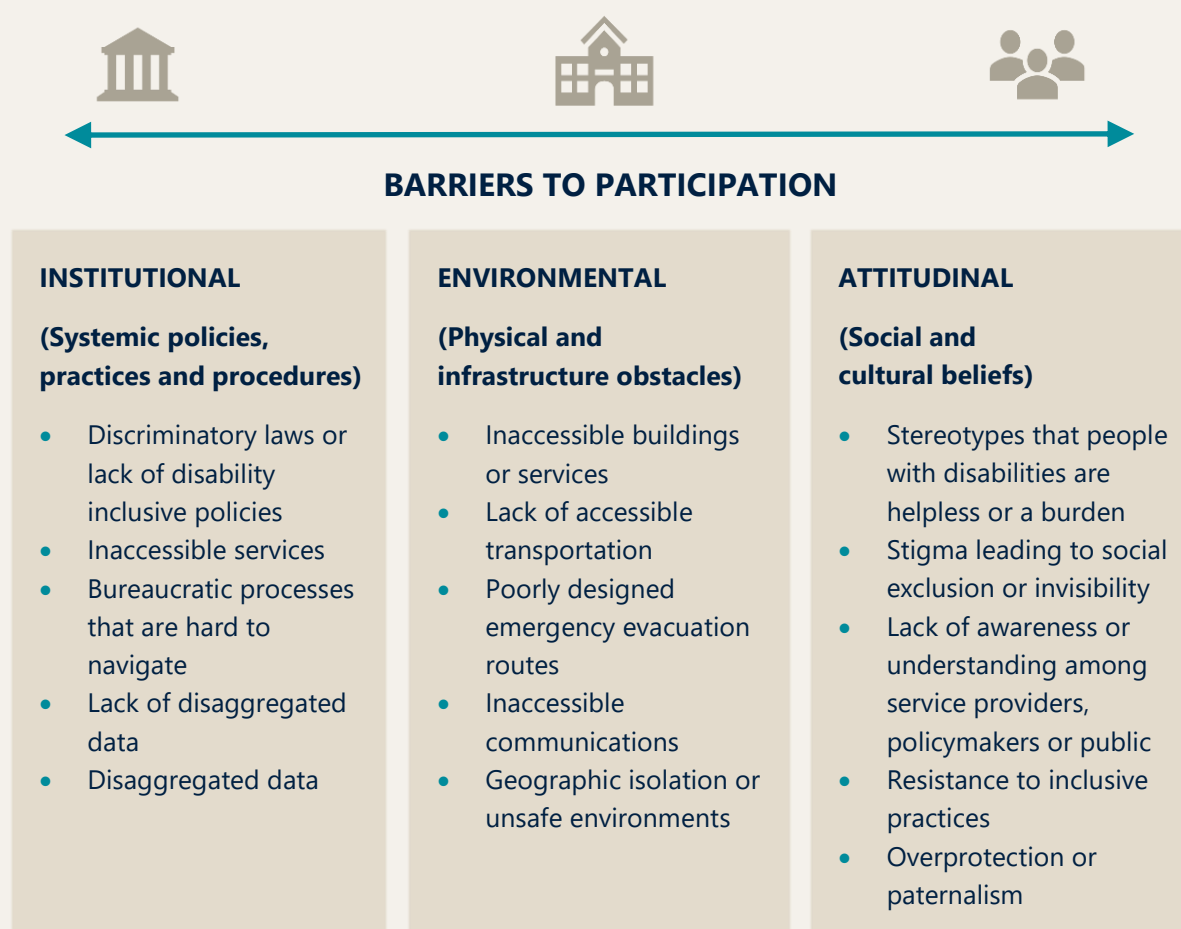 BARRIERS TO PARTICIPATION
INSTITUTIONAL
(Systemic policies,
practices and procedures)
• Discriminatory laws or
lack of disability
inclusive policies
• Inaccessible services
• Bureaucratic processes
that are hard to
navigate
• Lack of disaggregated
data
• Disaggregated data
ENVIRONMENTAL
(Physical and
infrastructure obstacles)
• Inaccessible buildings
or services
• Lack of accessible
transportation
• Poorly designed
emergency evacuation
routes
• Inaccessible
communications
• Geographic isolation or
unsafe environments
ATTITUDINAL
(Social and
cultural beliefs)
• Stereotypes that people
with disabilities are
helpless or a burden
• Stigma leading to social
exclusion or invisibility
• Lack of awareness or
understanding among
service providers,
policymakers or public
• Resistance to inclusive
practices
• Overprotection or
paternalism